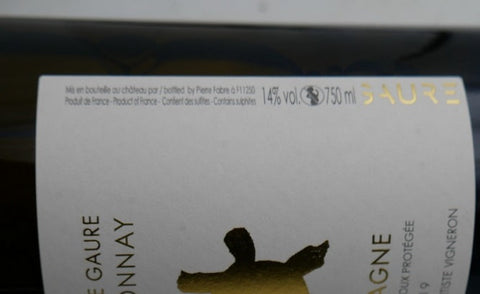 Mis en bouteille au château par / bottled by Pierre Fabre à F11250
Produit de France - Product of France - Contient des sulfites - Contains sulphites
14% vol. 750 ml
GAURE
E GAURE
ONNAY
AGNE
OUX PROTÉGÉE
9
TISTE VIGNERON